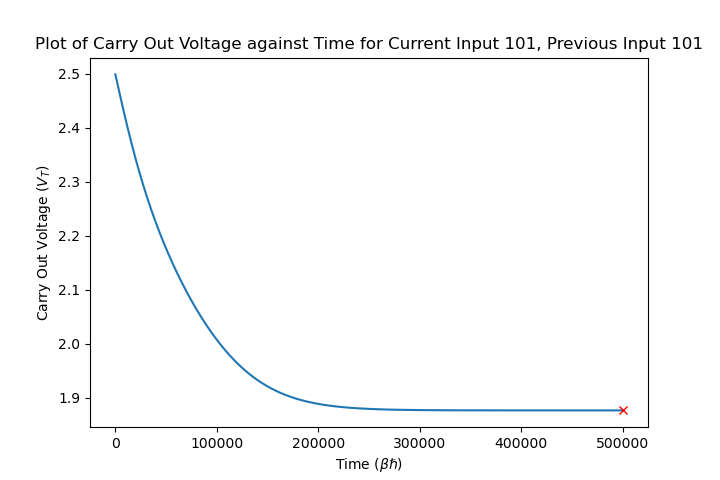 Plot of Carry Out Voltage against Time for Current Input 101, Previous Input 101
Carry Out Voltage (V_T)
2.5
2.4
2.3
2.2
2.1
2.0
1.9
0 100000 200000 300000 400000 500000
Time (βℏ)